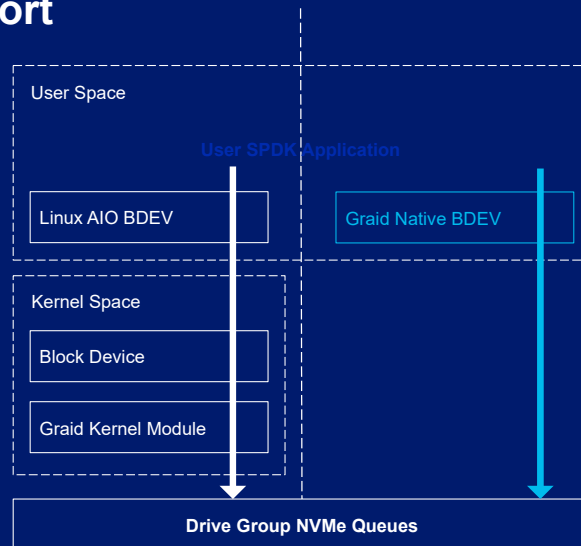 ort
User Space
User SPDK Application
Linux AIO BDEV
Graid Native BDEV
Kernel Space
Block Device
Graid Kernel Module
Drive Group NVMe Queues